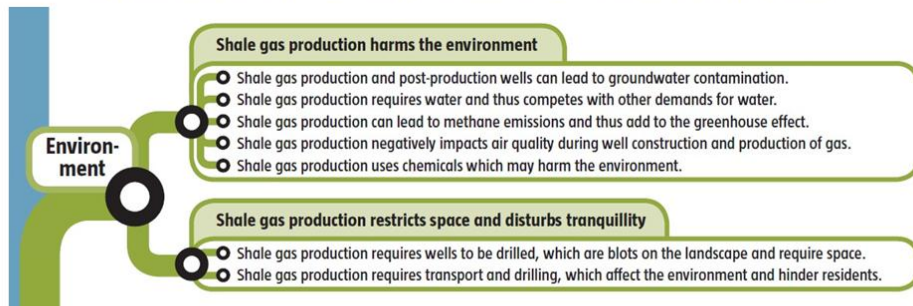 Shale gas production harms the environment
Shale gas production and post-production wells can lead to groundwater contamination.
Shale gas production requires water and thus competes with other demands for water.
Shale gas production can lead to methane emissions and thus add to the greenhouse effect.
Shale gas production negatively impacts air quality during well construction and production of gas.
Shale gas production uses chemicals which may harm the environment.
Environ-
ment
Shale gas production restricts space and disturbs tranquillity
Shale gas production requires wells to be drilled, which are blots on the landscape and require space.
Shale gas production requires transport and drilling, which affect the environment and hinder residents.